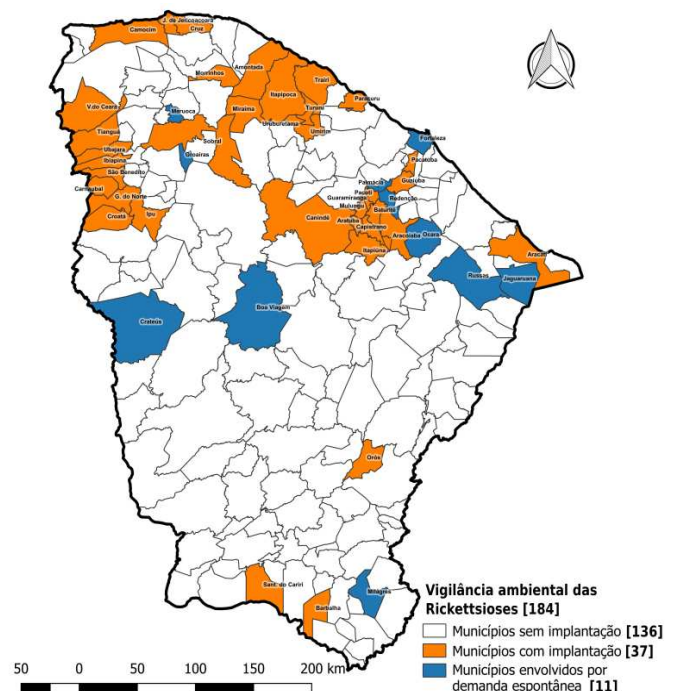 J. de Jericoacoara
Camocim
Cruz
Morrinhos
Amontada
Trairi
Itapipoca
V.do Ceará
Meruoca
Miraíma
Tururu
Paracuru
Tianguá
Uruburetama
Umirim
Fortaleza
Ubajara
Sobral
Groaíras
Ibiapina
Pacatuba
São Benedito
Palmácia
Guaiúba
Carnaubal
G. do Norte
Pacoti
Guaramiranga
Redenção
Mulungu
Baturité
Croatá
Ipu
Canindé
Aratuba
Capistrano
Aracoiaba
Ocara
Itapiúna
Aracati
Russas
Jaguaruana
Boa Viagem
Crateús
Orós
Sant. do Cariri
Milagres
Barbalha
Vigilância ambiental das
Rickettsioses [184]
Municípios sem implantação [136]
Municípios com implantação [37]
Municípios envolvidos por
demanda espontânea [11]
50 0 50 100 150 200 km